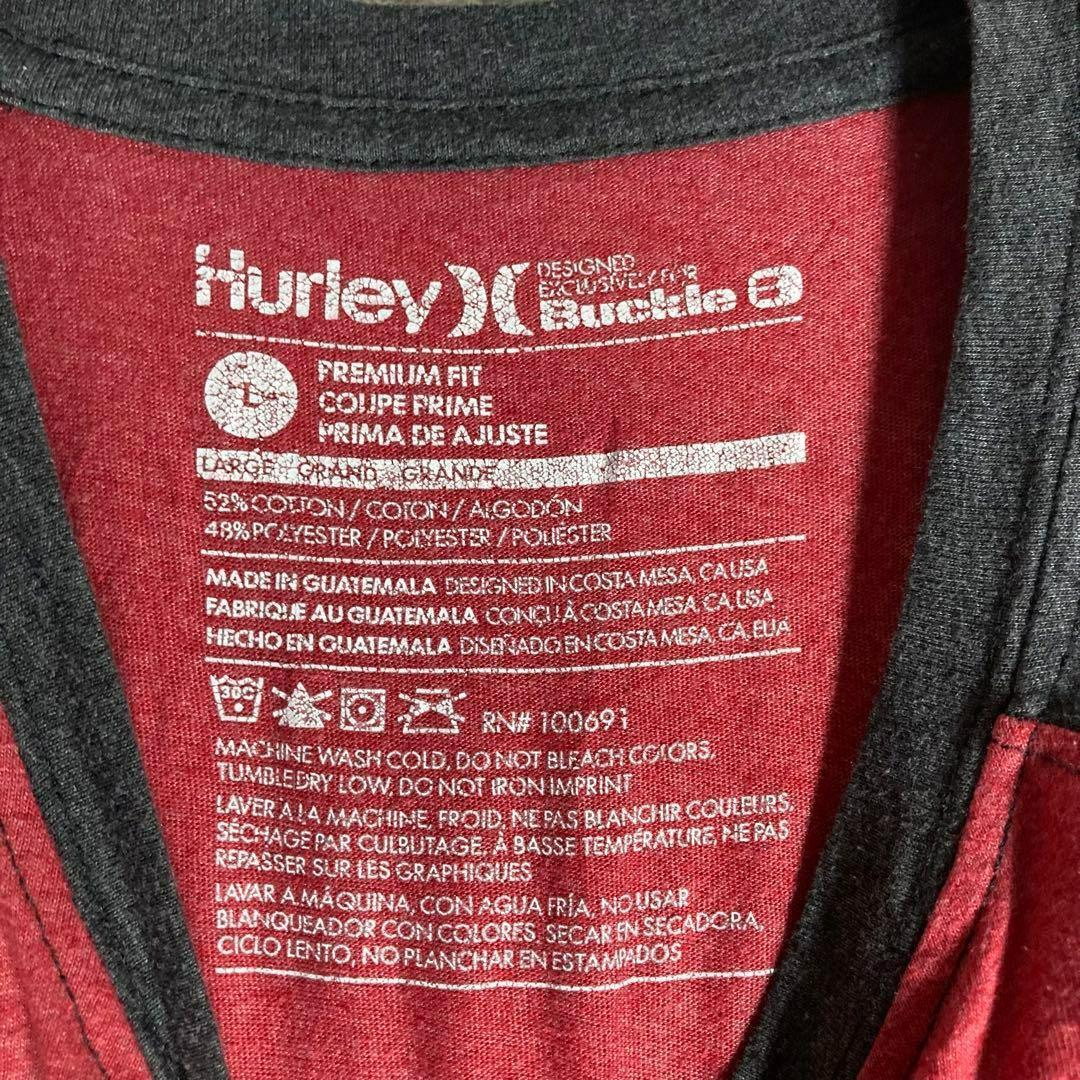 Hurley DESIGNED EXCLUSIVELY FOR Buckle B
L
PREMIUM FIT
COUPE PRIME
PRIMA DE AJUSTE
LARGE - GRAND - GRANDE
52% COTTON / COTON / ALGODÓN
48% POLYESTER / POLYESTER / POLIESTER
MADE IN GUATEMALA DESIGNED IN COSTA MESA, CA USA
FABRIQUE AU GUATEMALA CONÇU À COSTA MESA, CA, USA
HECHO EN GUATEMALA DISEÑADO EN COSTA MESA, CA, EUA
30C RN# 100691
MACHINE WASH COLD, DO NOT BLEACH COLORS,
TUMBLE DRY LOW, DO NOT IRON IMPRINT
LAVER A LA MACHINE, FROID, NE PAS BLANCHIR COULEURS,
SÉCHAGE PAR CULBUTAGE, À BASSE TEMPÉRATURE, NE PAS
REPASSER SUR LES GRAPHIQUES
LAVAR A MÁQUINA, CON AGUA FRÍA, NO USAR
BLANQUEADOR CON COLORES, SECAR EN SECADORA,
CICLO LENTO, NO PLANCHAR EN ESTAMPADOS